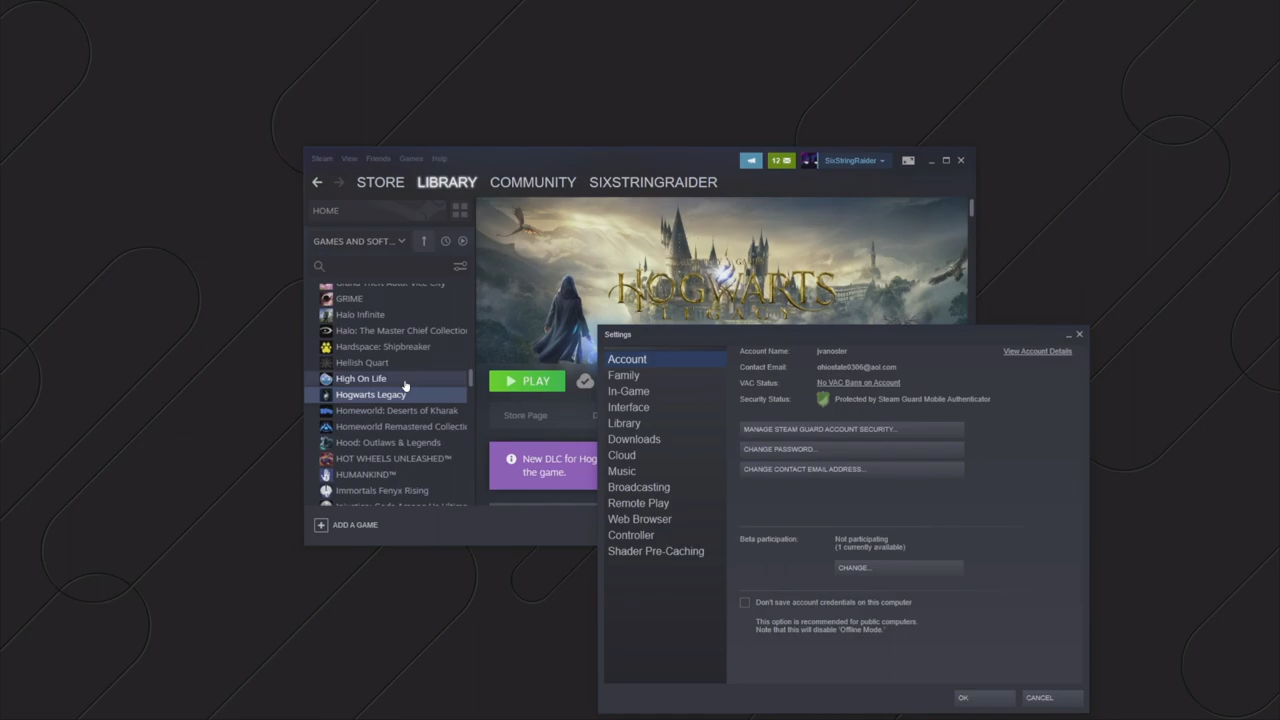 Steam View Friends Games Help
12
SixStringRaider
STORE LIBRARY COMMUNITY SIXSTRINGRAIDER
HOME
GAMES AND SOFT...
Grand Theft Auto: Vice City
GRIME
Halo Infinite
Halo: The Master Chief Collection
Hardspace: Shipbreaker
Hellish Quart
High On Life
Hogwarts Legacy
Homeworld: Deserts of Kharak
Homeworld Remastered Collecti
Hood: Outlaws & Legends
HOT WHEELS UNLEASHED™
HUMANKIND™
Immortals Fenyx Rising
ADD A GAME
HOGWARTS
LEGACY
PLAY
Store Page D
New DLC for Hog
the game.
Settings
Account
Family
In-Game
Interface
Library
Downloads
Cloud
Music
Broadcasting
Remote Play
Web Browser
Controller
Shader Pre-Caching
Account Name: jvanoster
View Account Details
Contact Email: ohiostate0306@aol.com
VAC Status: No VAC Bans on Account
Security Status: Protected by Steam Guard Mobile Authenticator
MANAGE STEAM GUARD ACCOUNT SECURITY...
CHANGE PASSWORD...
CHANGE CONTACT EMAIL ADDRESS...
Beta participation: Not participating
(1 currently available)
CHANGE...
Don't save account credentials on this computer
This option is recommended for public computers.
Note that this will disable 'Offline Mode.'
OK CANCEL